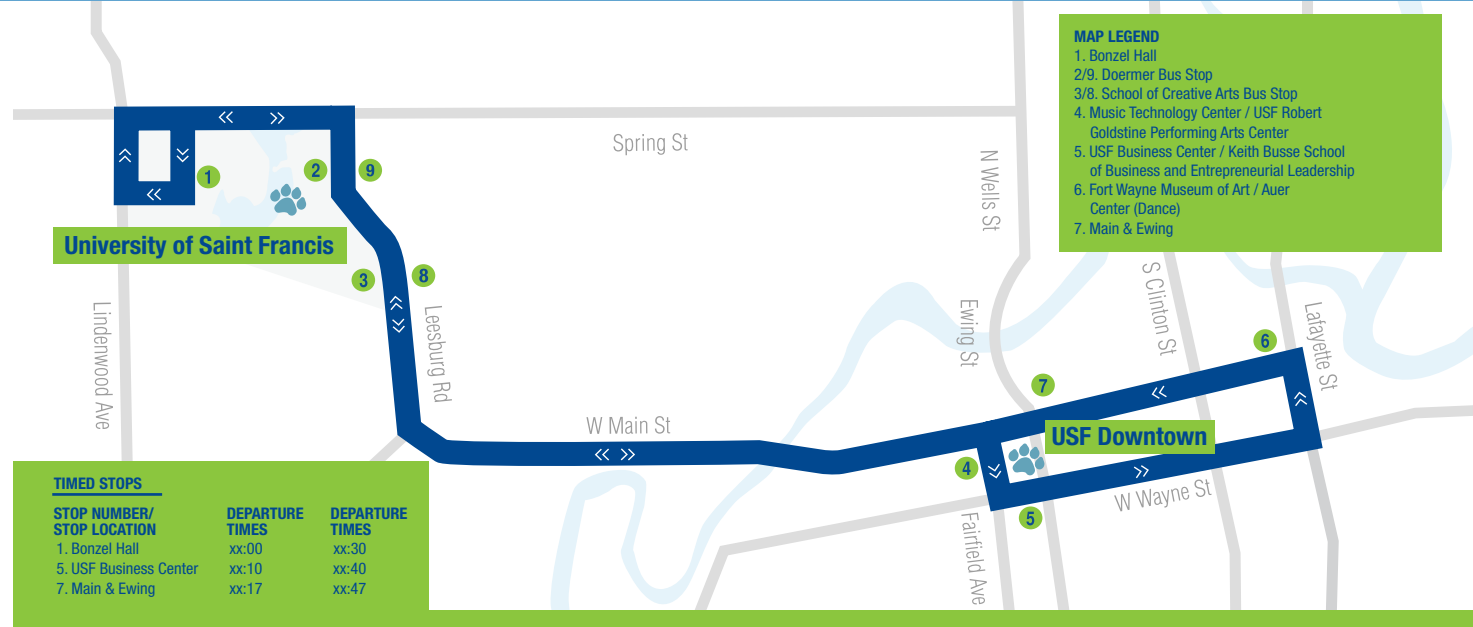 MAP LEGEND
1. Bonzel Hall
2/9. Doermer Bus Stop
3/8. School of Creative Arts Bus Stop
4. Music Technology Center / USF Robert
Goldstine Performing Arts Center
5. USF Business Center / Keith Busse School
of Business and Entrepreneurial Leadership
6. Fort Wayne Museum of Art / Auer
Center (Dance)
7. Main & Ewing
Spring St
N Wells St
1
2
9
University of Saint Francis
3
8
Lindenwood Ave
Leesburg Rd
Ewing St
S Clinton St
Lafayette St
6
7
W Main St
USF Downtown
4
5
W Wayne St
Fairfield Ave
TIMED STOPS
STOP NUMBER/ DEPARTURE DEPARTURE
STOP LOCATION TIMES TIMES
1. Bonzel Hall xx:00 xx:30
5. USF Business Center xx:10 xx:40
7. Main & Ewing xx:17 xx:47